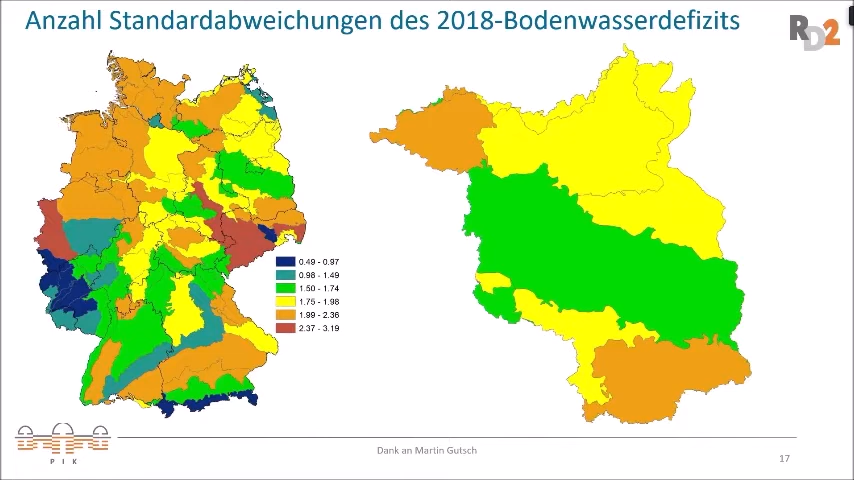 Anzahl Standardabweichungen des 2018-Bodenwasserdefizits
RD2
0.49 - 0.97
0.98 - 1.49
1.50 - 1.74
1.75 - 1.98
1.99 - 2.36
2.37 - 3.19
P I K
Dank an Martin Gutsch
17